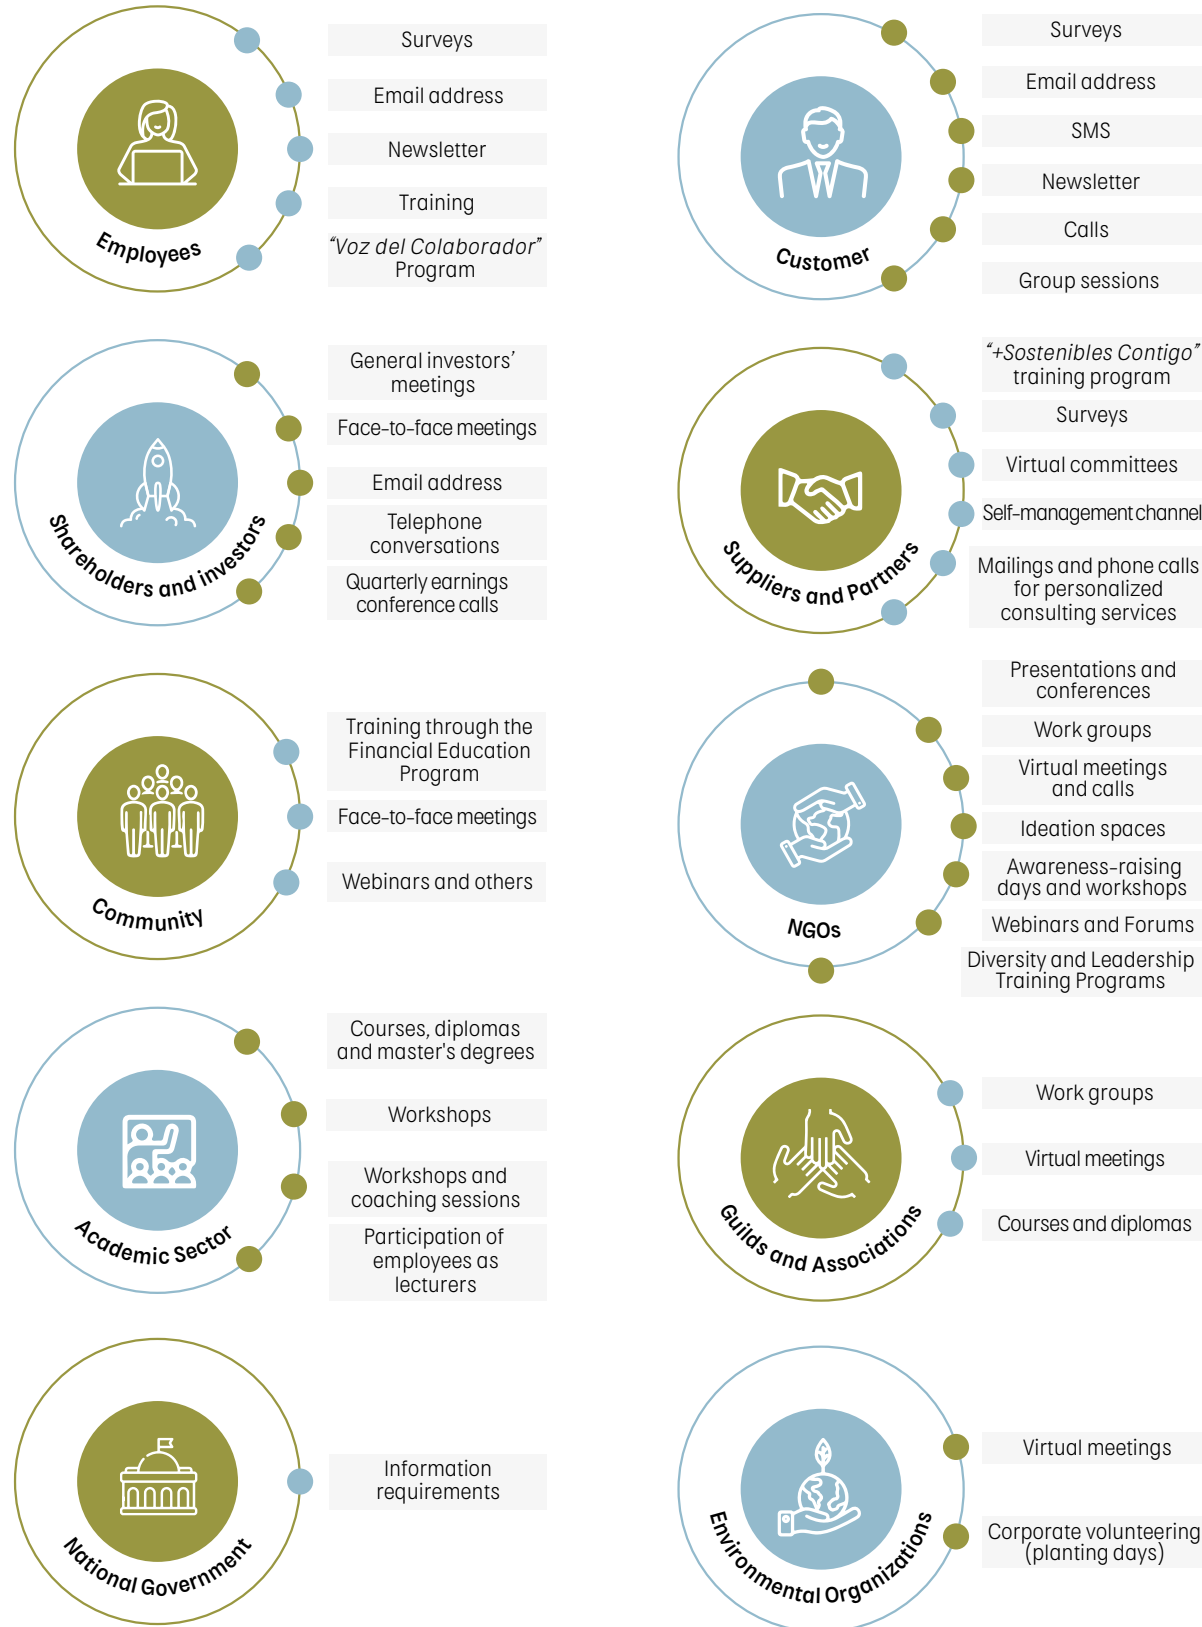 Employees
Surveys
Email address
Newsletter
Training
“Voz del Colaborador”
Program
Customer
Surveys
Email address
SMS
Newsletter
Calls
Group sessions
Shareholders and investors
General investors’
meetings
Face-to-face meetings
Email address
Telephone
conversations
Quarterly earnings
conference calls
Suppliers and Partners
“+Sostenibles Contigo”
training program
Surveys
Virtual committees
Self-management channel
Mailings and phone calls
for personalized
consulting services
Community
Training through the
Financial Education
Program
Face-to-face meetings
Webinars and others
NGOs
Presentations and
conferences
Work groups
Virtual meetings
and calls
Ideation spaces
Awareness-raising
days and workshops
Webinars and Forums
Diversity and Leadership
Training Programs
Academic Sector
Courses, diplomas
and master's degrees
Workshops
Workshops and
coaching sessions
Participation of
employees as
lecturers
Guilds and Associations
Work groups
Virtual meetings
Courses and diplomas
National Government
Information
requirements
Environmental Organizations
Virtual meetings
Corporate volunteering
(planting days)